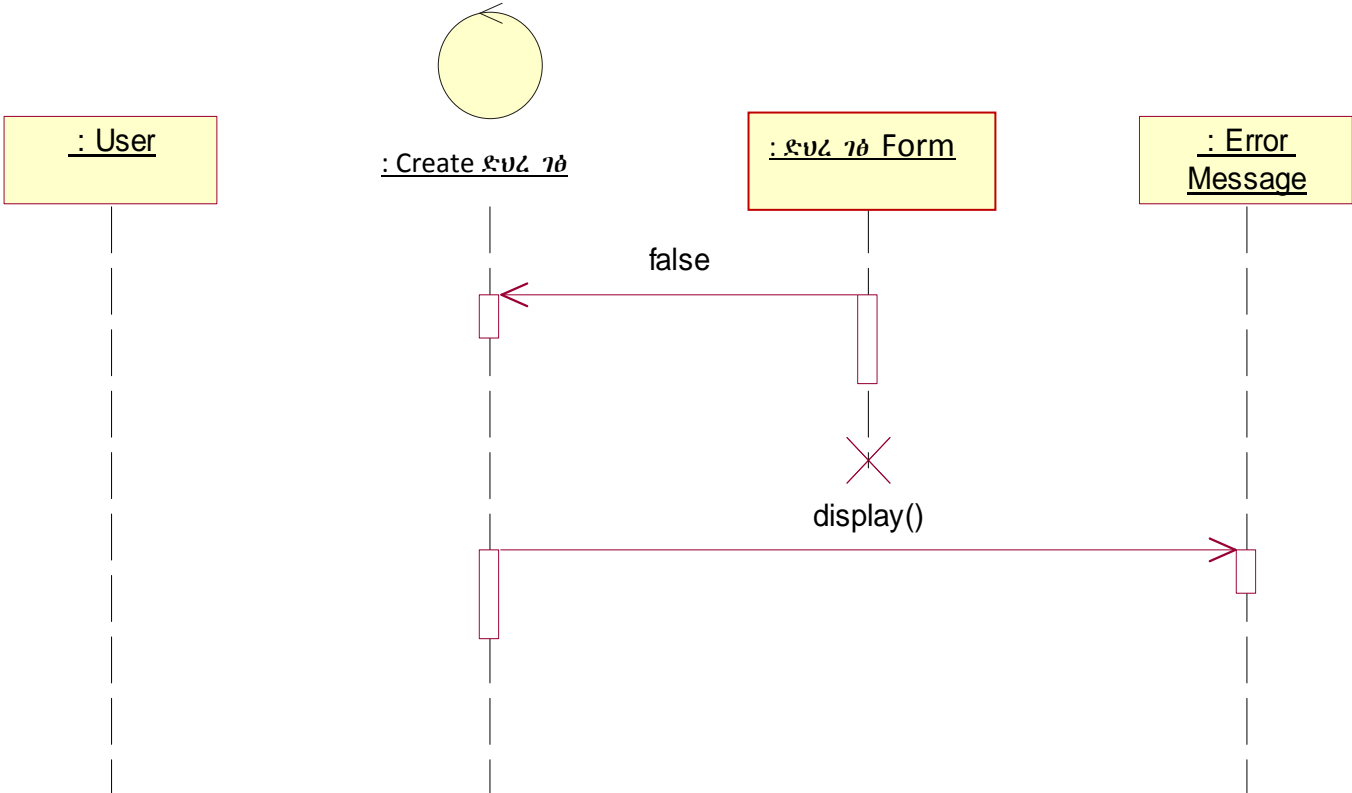 : User
: Create ድህረ ገፅ
: ድህረ ገፅ Form
: Error
Message
false
display()